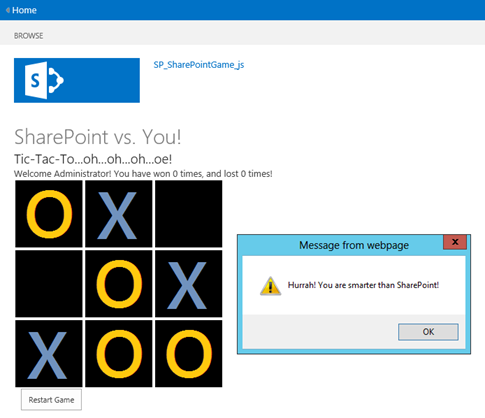 Home
BROWSE
S
SP_SharePointGame_js
SharePoint vs. You!
Tic-Tac-To...oh...oh...oh...oe!
Welcome Administrator! You have won 0 times, and lost 0 times!
O X
O X
X O O
Message from webpage
x
Hurrah! You are smarter than SharePoint!
OK
Restart Game